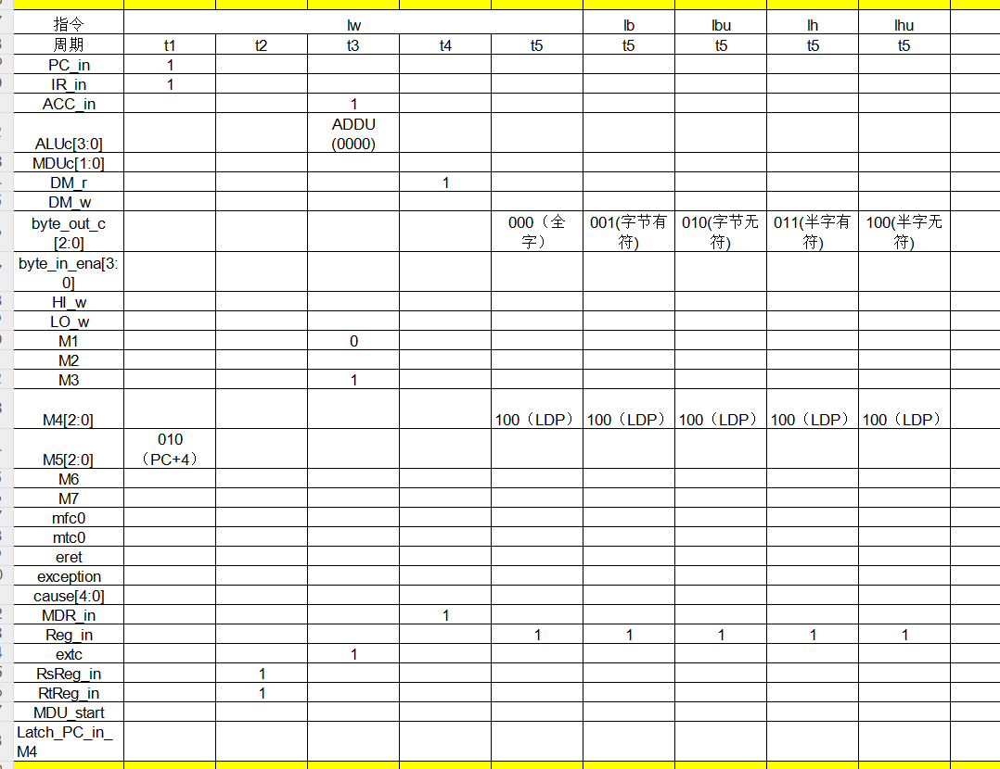 指令 lw lb lbu lh lhu
周期 t1 t2 t3 t4 t5 t5 t5 t5 t5
PC_in 1
IR_in 1
ACC_in 1
ADDU
ALUc[3:0] (0000)
MDUc[1:0]
DM_r 1
DM_w
byte_out_c 000（全 001(字节有 010(字节无 011(半字有 100(半字无
[2:0] 字） 符) 符) 符) 符)
byte_in_ena[3:
0]
HI_w
LO_w
M1 0
M2
M3 1
M4[2:0] 100（LDP） 100（LDP） 100（LDP） 100（LDP） 100（LDP）
010
M5[2:0] （PC+4）
M6
M7
mfc0
mtc0
eret
exception
cause[4:0]
MDR_in 1
Reg_in 1 1 1 1 1
extc 1
RsReg_in 1
RtReg_in 1
MDU_start
Latch_PC_in_
M4